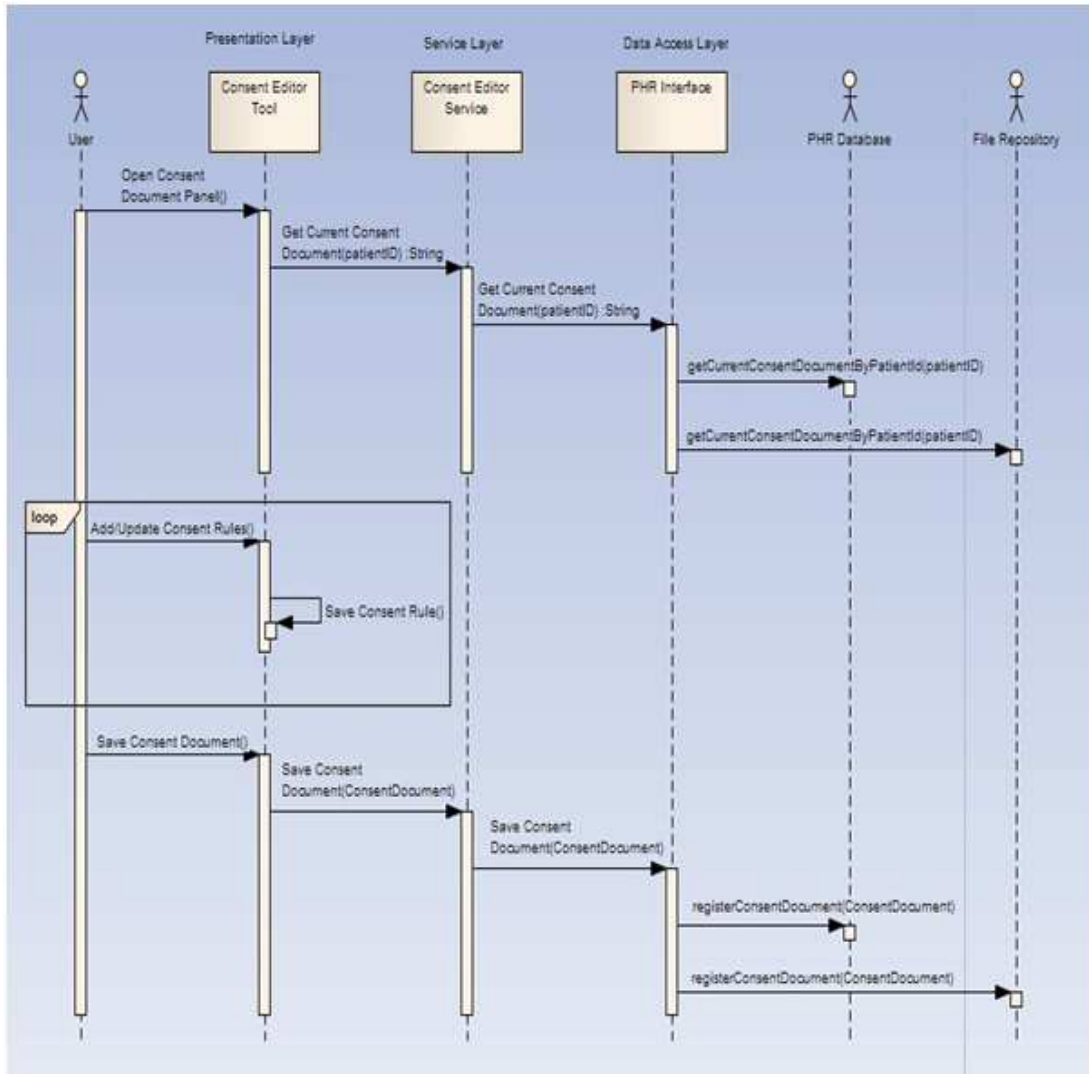 Presentation Layer
Service Layer
Data Access Layer
User
Consent Editor
Tool
Consent Editor
Service
PHR Interface
PHR Database
File Repository
Open Consent
Document Panel()
Get Current Consent
Document(patientID) :String
Get Current Consent
Document(patientID) :String
getCurrentConsentDocumentByPatientId(patientID)
getCurrentConsentDocumentByPatientId(patientID)
loop
Add/Update Consent Rules()
Save Consent Rule()
Save Consent Document()
Save Consent
Document(ConsentDocument)
Save Consent
Document(ConsentDocument)
registerConsentDocument(ConsentDocument)
registerConsentDocument(ConsentDocument)